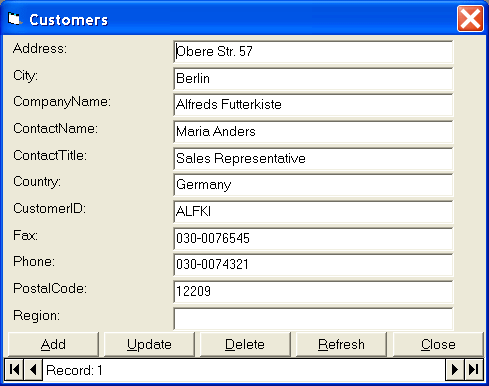 Customers
Address: Obere Str. 57
City: Berlin
CompanyName: Alfreds Futterkiste
ContactName: Maria Anders
ContactTitle: Sales Representative
Country: Germany
CustomerID: ALFKI
Fax: 030-0076545
Phone: 030-0074321
PostalCode: 12209
Region:
Add Update Delete Refresh Close
Record: 1